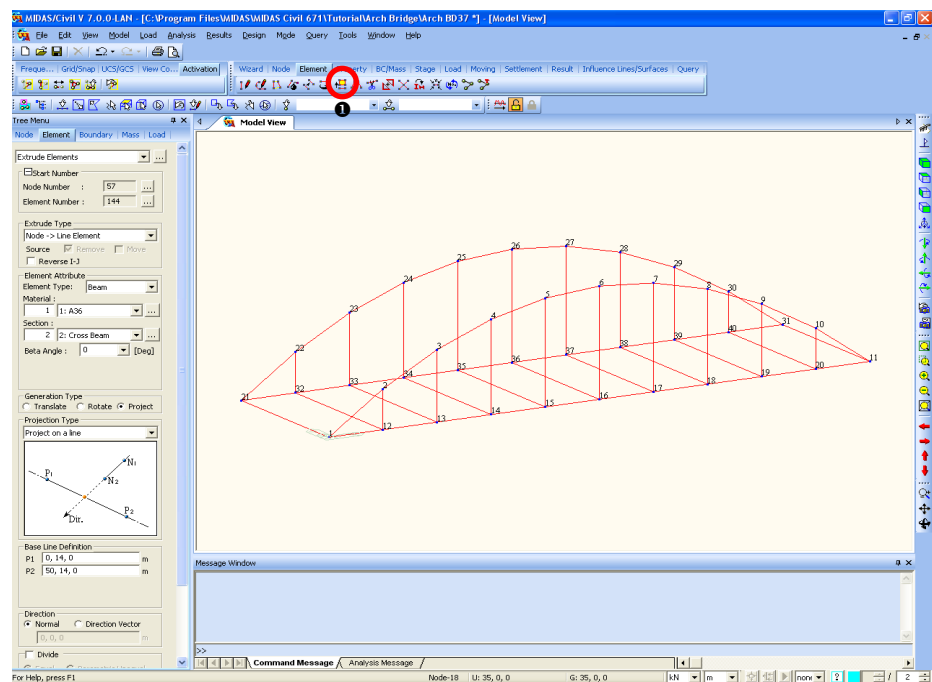 MIDAS/Civil V 7.0.0-LAN - [C:\Program Files\MIDAS\MIDAS Civil 671\Tutorial\Arch Bridge\Arch BD37 *] - [Model View]
File Edit View Model Load Analysis Results Design Mode Query Tools Window Help
Freque... Grid/Snap UCS/GCS View Co... Activation Wizard Node Element BC/Mass Stage Load Moving Settlement Result Influence Lines/Surfaces Query
1
Tree Menu
Model View
Node Element Boundary Mass Load
Extrude Elements ...
Start Number
Node Number : 57 ...
Element Number : 144 ...
Extrude Type
Node -> Line Element
Source Remove Move
Reverse I-J
Element Attribute
Element Type: Beam
Material :
1 1: A36 ...
Section :
2 2: Cross Beam ...
Beta Angle : 0 [Deg]
Generation Type
Translate Rotate Project
Projection Type
Project on a line
P1 N1 N2 P2 Dir.
Base Line Definition
P1 0, 14, 0 m
P2 50, 14, 0 m
Direction
Normal Direction Vector
0, 0, 0 m
Divide
26 27 28
25 29
24 6 7 8 30
23 5 9
4 31 10
22 3 40 11
39
38
37
36
35
34
33
32
21 2 20
19
18
17
16
15
14
13
12
1
Message Window
>>
Command Message Analysis Message
For Help, press F1 Node-18 U: 35, 0, 0 G: 35, 0, 0 kN m non 2